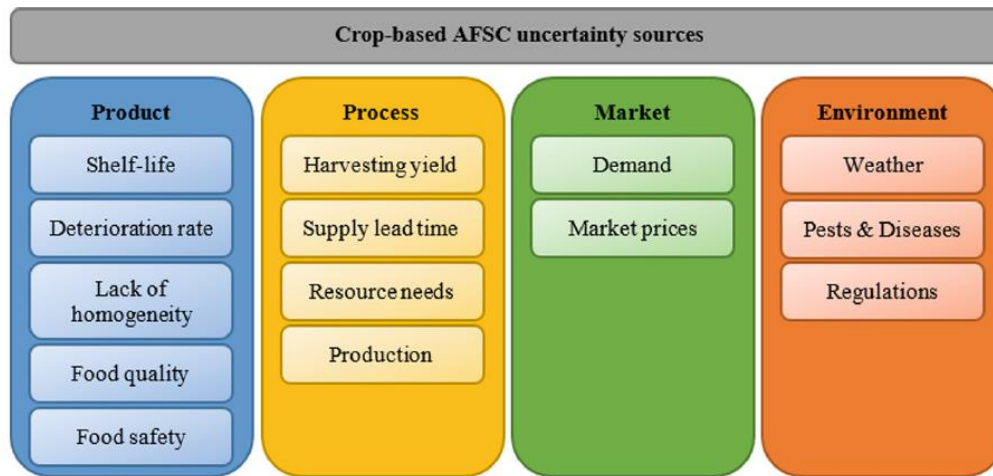 Crop-based AFSC uncertainty sources
Product
Shelf-life
Deterioration rate
Lack of
homogeneity
Food quality
Food safety
Process
Harvesting yield
Supply lead time
Resource needs
Production
Market
Demand
Market prices
Environment
Weather
Pests & Diseases
Regulations